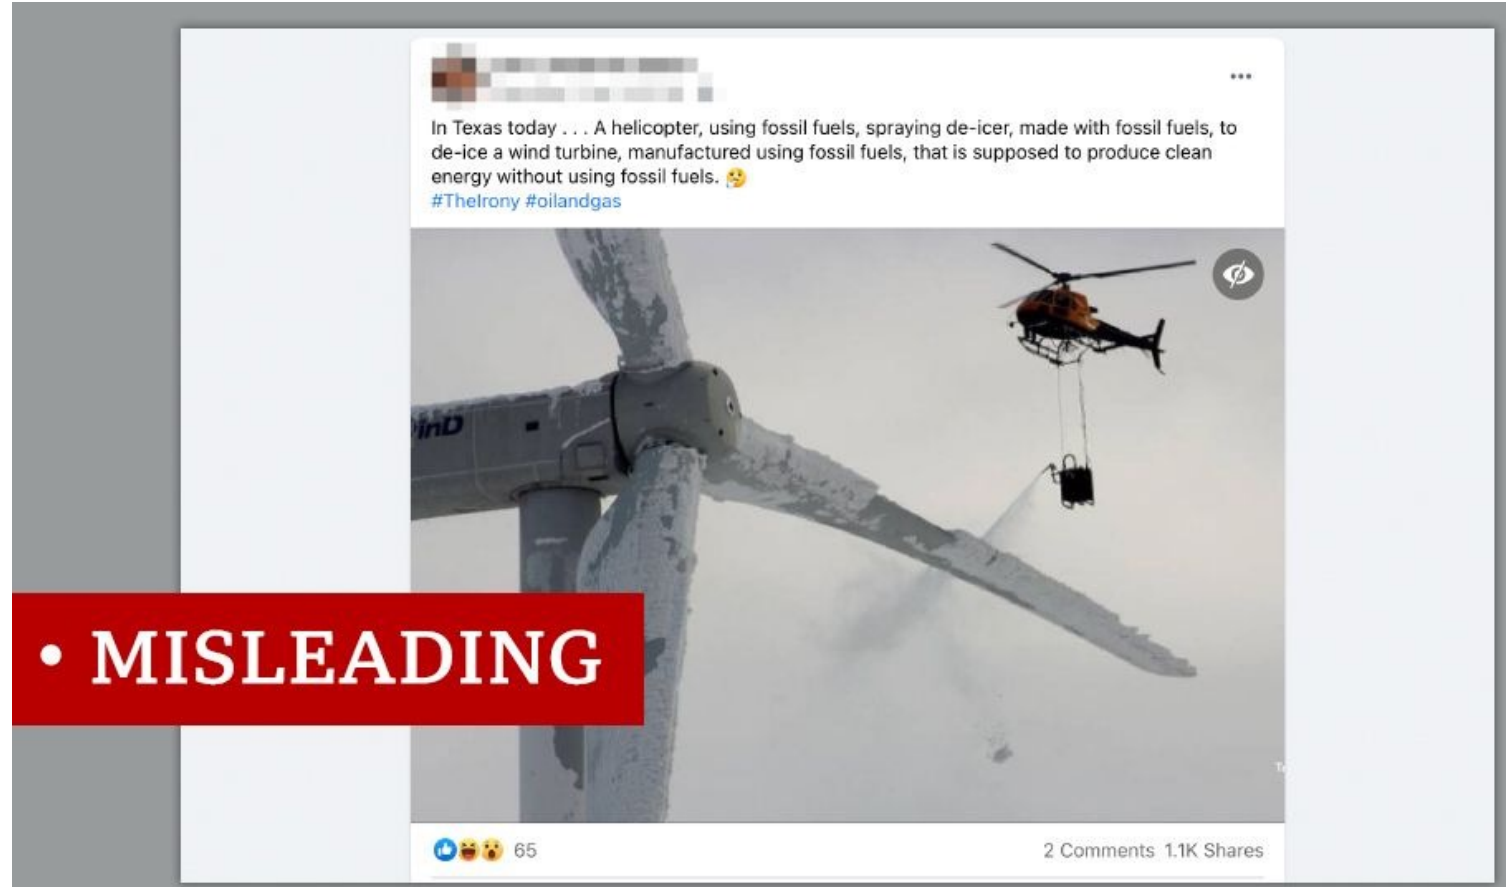 In Texas today . . . A helicopter, using fossil fuels, spraying de-icer, made with fossil fuels, to
de-ice a wind turbine, manufactured using fossil fuels, that is supposed to produce clean
energy without using fossil fuels. 🤔
#TheIrony #oilandgas
inD
• MISLEADING
65
2 Comments 1.1K Shares